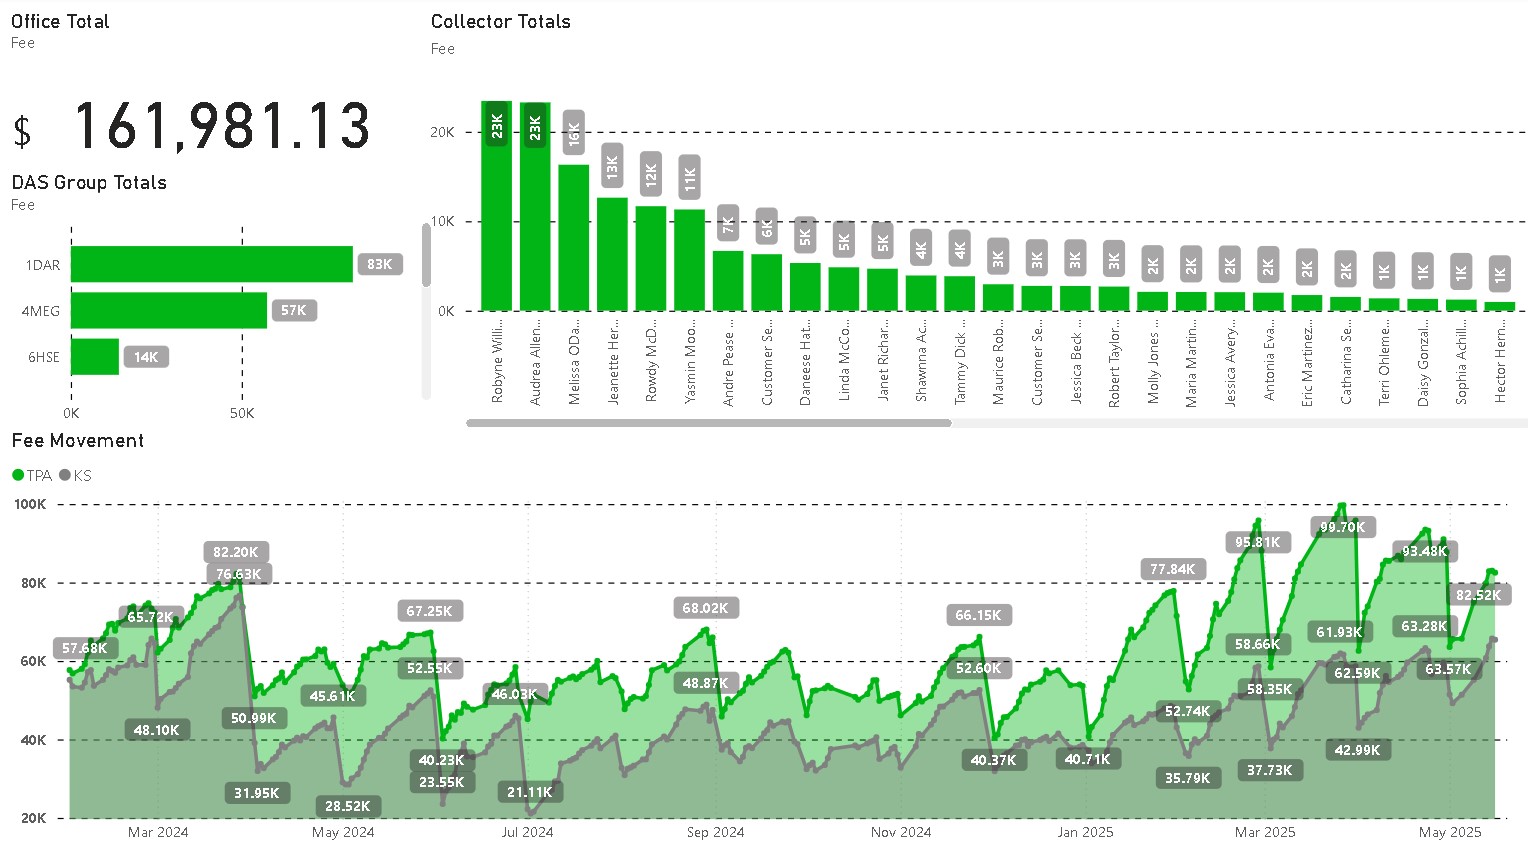 Office Total
Fee
$ 161,981.13
DAS Group Totals
Fee
1DAR
83K
4MEG
57K
6HSE
14K
0K
50K
Collector Totals
Fee
20K
10K
0K
23K
23K
16K
13K
12K
11K
7K
6K
5K
5K
5K
4K
4K
3K
3K
3K
3K
2K
2K
2K
2K
2K
2K
1K
1K
1K
1K
Robyne Willi...
Audrea Allen...
Melissa ODa...
Jeanette Her...
Rowdy McD...
Yasmin Moo...
Andre Pease ...
Customer Se...
Daneese Hat...
Linda McCo...
Janet Richar...
Shawnna Ac...
Tammy Dick ...
Maurice Rob...
Customer Se...
Jessica Beck ...
Robert Taylor...
Molly Jones ...
Maria Martin...
Jessica Avery...
Antonia Eva...
Eric Martinez...
Catharina Se...
Terri Ohleme...
Daisy Gonzal...
Sophia Achill...
Hector Hern...
Fee Movement
TPA KS
100K
80K
60K
40K
20K
57.68K
65.72K
48.10K
82.20K
76.63K
50.99K
31.95K
45.61K
28.52K
67.25K
52.55K
40.23K
23.55K
46.03K
21.11K
68.02K
48.87K
66.15K
52.60K
40.37K
40.71K
77.84K
52.74K
35.79K
95.81K
58.66K
58.35K
37.73K
99.70K
61.93K
62.59K
42.99K
93.48K
63.28K
63.57K
82.52K
Mar 2024
May 2024
Jul 2024
Sep 2024
Nov 2024
Jan 2025
Mar 2025
May 2025